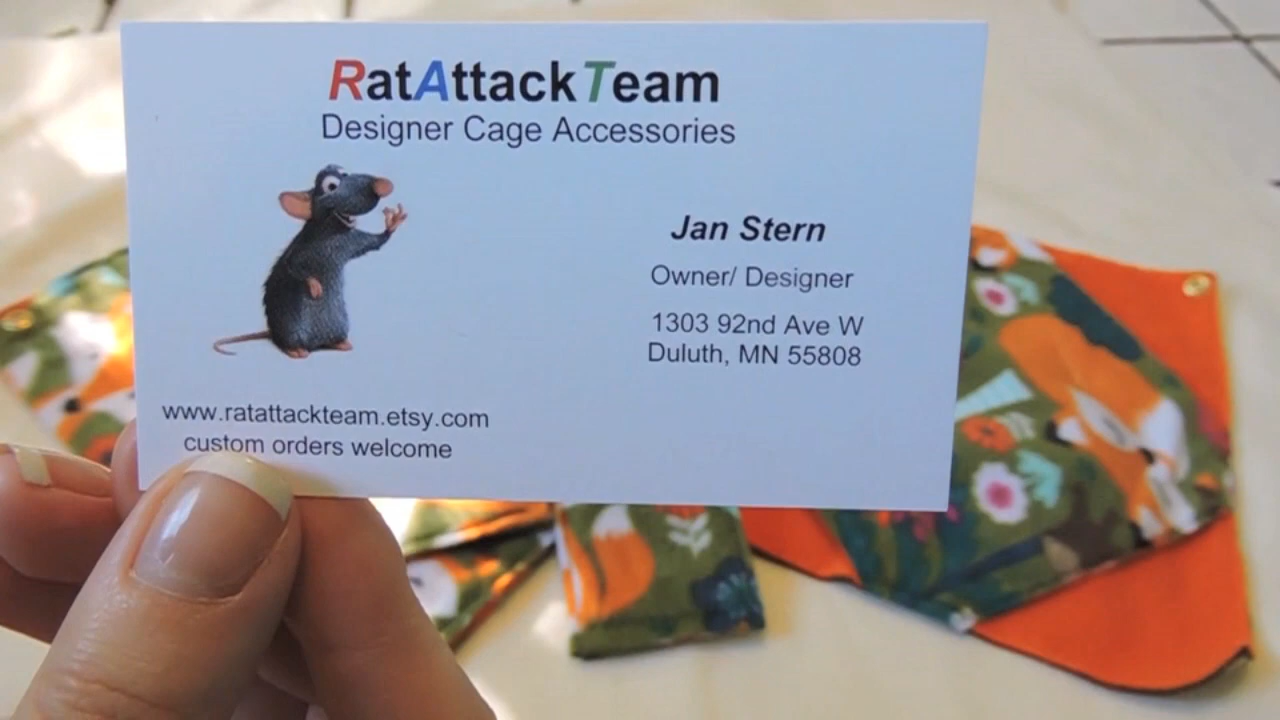 RatAttackTeam
Designer Cage Accessories
Jan Stern
Owner/ Designer
1303 92nd Ave W
Duluth, MN 55808
www.ratattackteam.etsy.com
custom orders welcome